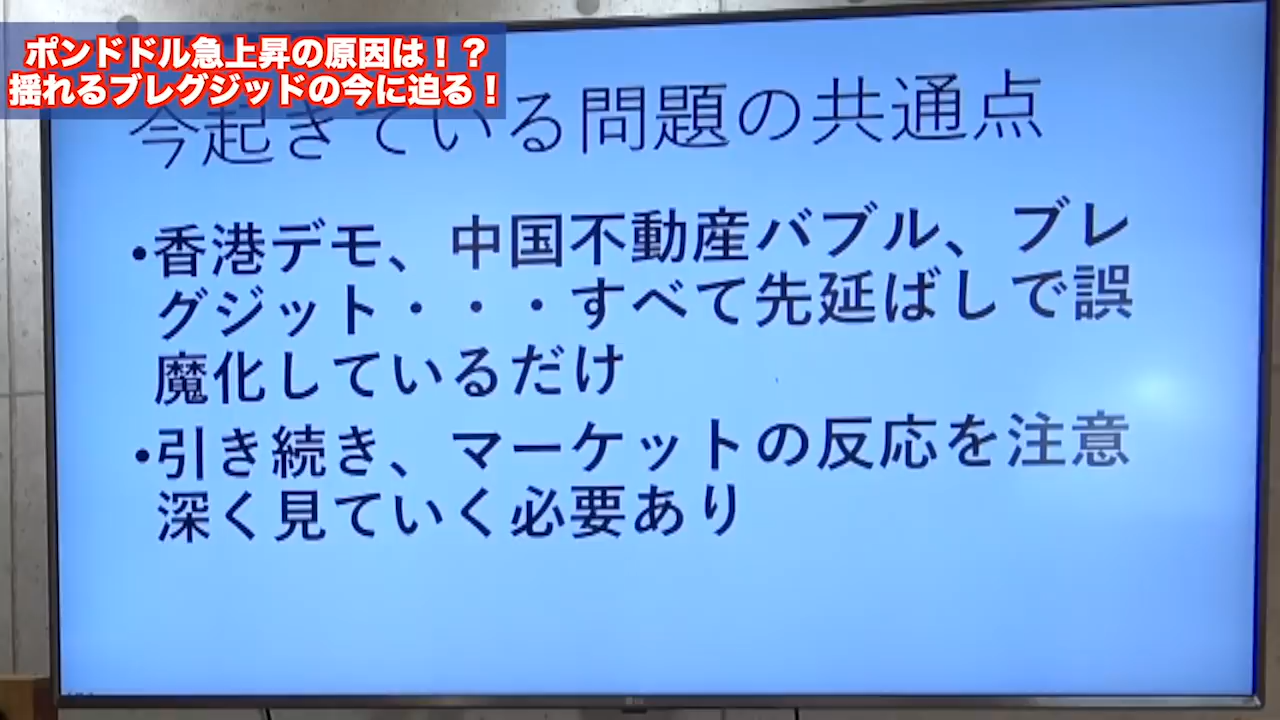 ポンドドル急上昇の原因は！？
揺れるブレグジッドの今に迫る！
今起きている問題の共通点
•香港デモ、中国不動産バブル、ブレ
グジット・・・すべて先延ばしで誤
魔化しているだけ
•引き続き、マーケットの反応を注意
深く見ていく必要あり
LG